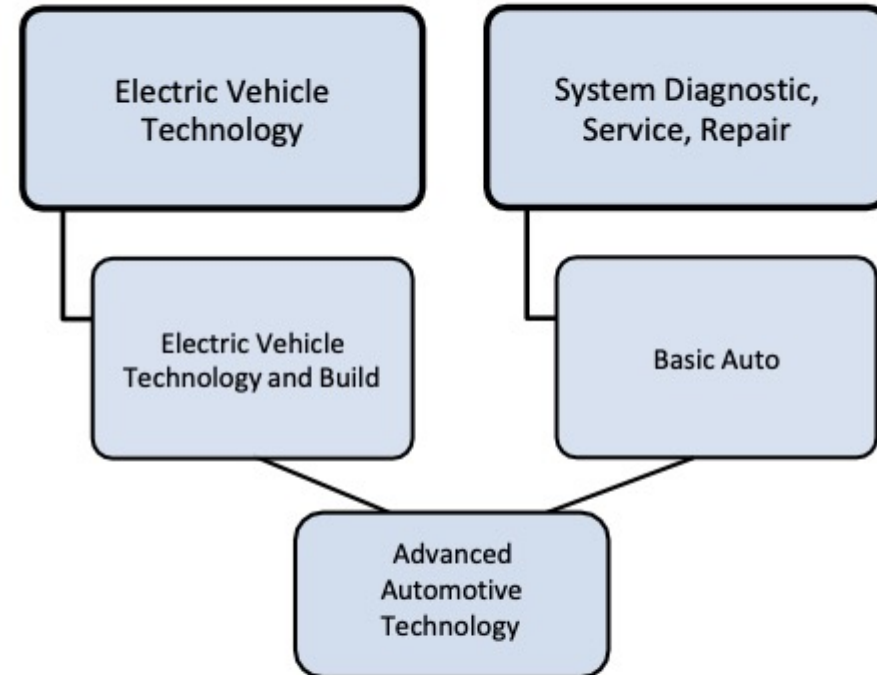 Electric Vehicle
Technology
System Diagnostic,
Service, Repair
Electric Vehicle
Technology and Build
Basic Auto
Advanced
Automotive
Technology